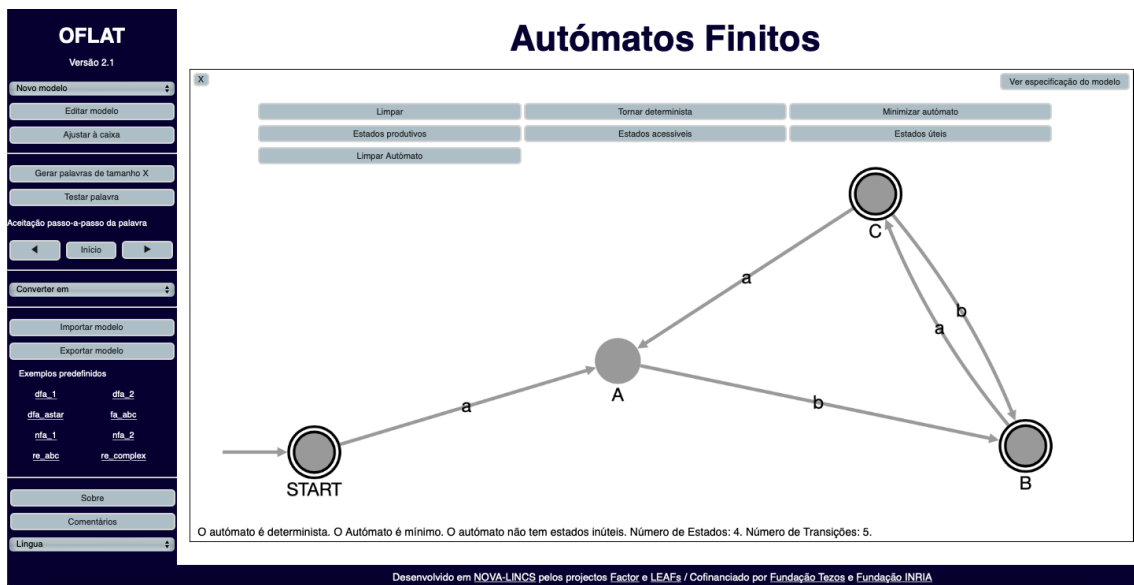 OFLAT
Versão 2.1
Novo modelo
Editar modelo
Ajustar à caixa
Gerar palavras de tamanho X
Testar palavra
Aceitação passo-a-passo da palavra
Início
Converter em
Importar modelo
Exportar modelo
Exemplos predefinidos
dfa_1 dfa_2
dfa_astar fa_abc
nfa_1 nfa_2
re_abc re_complex
Sobre
Comentários
Lingua
Autómatos Finitos
X
Ver especificação do modelo
Limpar Tornar determinista Minimizar autómato
Estados produtivos Estados acessiveis Estados úteis
Limpar Autómato
C
a
b
a
A
a
b
START
B
O autómato é determinista. O Autómato é mínimo. O autómato não tem estados inúteis. Número de Estados: 4. Número de Transições: 5.
Desenvolvido em NOVA-LINCS pelos projectos Factor e LEAFs / Cofinanciado por Fundação Tezos e Fundação INRIA